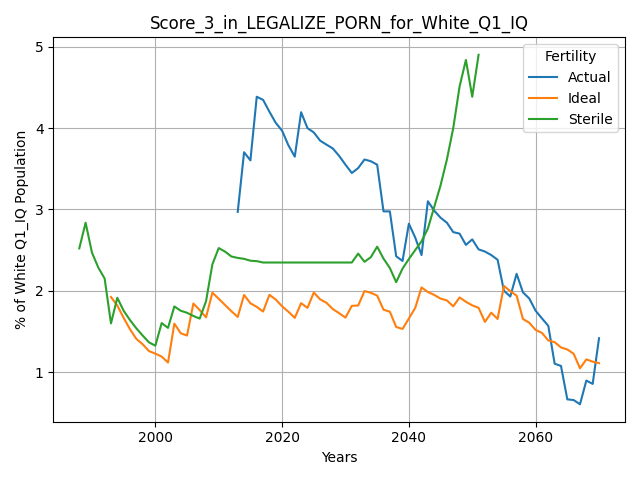 Score_3_in_LEGALIZE_PORN_for_White_Q1_IQ
Fertility
Actual
Ideal
Sterile
% of White Q1_IQ Population
5
4
3
2
1
2000
2020
2040
2060
Years